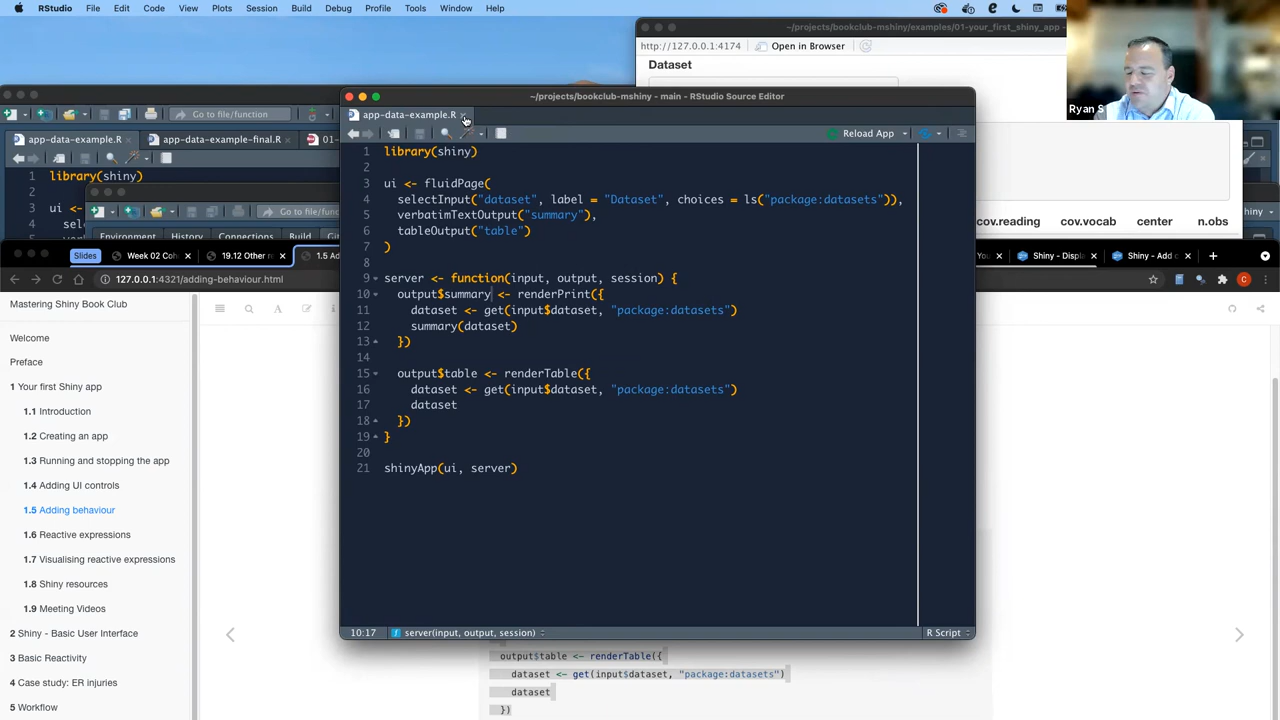 RStudio File Edit Code View Plots Session Build Debug Profile Tools Window Help
~/projects/bookclub-mshiny/examples/01-your_first_shiny_app -
http://127.0.0.1:4174 Open in Browser
Dataset
Ryan S
~/projects/bookclub-mshiny - main - RStudio Source Editor
app-data-example.R
Reload App
Go to file/function
app-data-example.R app-data-example-final.R 01-
1 library(shiny)
2
3 ui
Go to file/func
Environment History Connections Build
cov.reading cov.vocab center n.obs
1 library(shiny)
2
3 ui <- fluidPage(
4 selectInput("dataset", label = "Dataset", choices = ls("package:datasets")),
5 verbatimTextOutput("summary"),
6 tableOutput("table")
7 )
8
9 server <- function(input, output, session) {
10 output$summary <- renderPrint({
11 dataset <- get(input$dataset, "package:datasets")
12 summary(dataset)
13 })
14
15 output$table <- renderTable({
16 dataset <- get(input$dataset, "package:datasets")
17 dataset
18 })
19 }
20
21 shinyApp(ui, server)
10:17 server(input, output, session) R Script
Slides Week 02 Coh 19.12 Other re 1.5 Ad You Shiny - Displa Shiny - Add c
127.0.0.1:4321/adding-behaviour.html
Mastering Shiny Book Club
Welcome
Preface
1 Your first Shiny app
1.1 Introduction
1.2 Creating an app
1.3 Running and stopping the app
1.4 Adding UI controls
1.5 Adding behaviour
1.6 Reactive expressions
1.7 Visualising reactive expressions
1.8 Shiny resources
1.9 Meeting Videos
2 Shiny - Basic User Interface
3 Basic Reactivity
4 Case study: ER injuries
5 Workflow
output$table <- renderTable({
dataset <- get(input$dataset, "package:datasets")
dataset
})